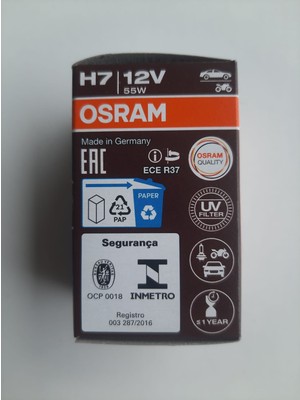 H7 12V
55W
OSRAM
Made in Germany
EAC
ECE R37
OSRAM
QUALITY
21
PAP
PAPER
UV
FILTER
Segurança
OCP 0018
INMETRO
Registro
003 287/2016
≤1 YEAR